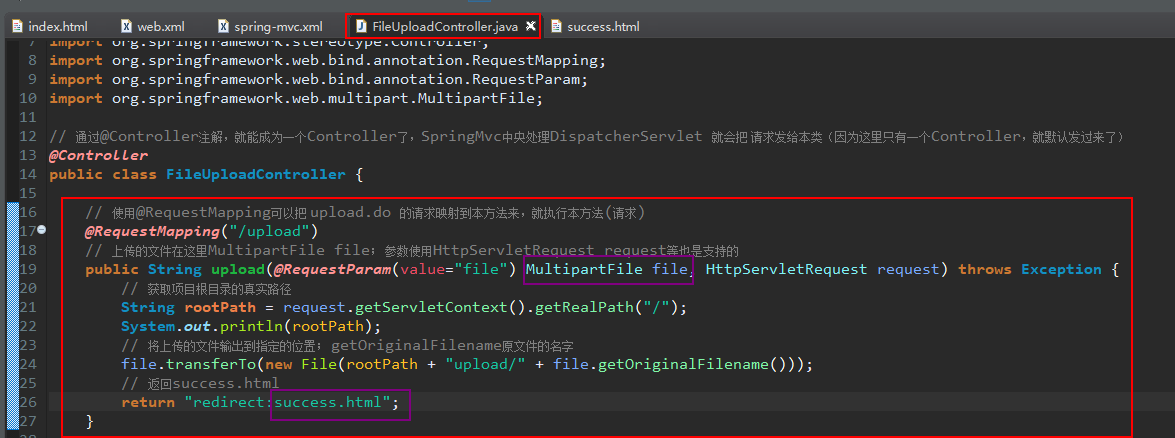 index.html web.xml spring-mvc.xml FileUploadController.java success.html
7 import org.springframework.stereotype.Controller;
8 import org.springframework.web.bind.annotation.RequestMapping;
9 import org.springframework.web.bind.annotation.RequestParam;
10 import org.springframework.web.multipart.MultipartFile;
11
12 // 通过@Controller注解，就能成为一个Controller了，SpringMvc中央处理DispatcherServlet 就会把请求发给本类（因为这里只有一个Controller，就默认发过来了）
13 @Controller
14 public class FileUploadController {
15
16 // 使用@RequestMapping可以把 upload.do 的请求映射到本方法来，就执行本方法(请求)
17 @RequestMapping("/upload")
18 // 上传的文件在这里MultipartFile file；参数使用HttpServletRequest request等也是支持的
19 public String upload(@RequestParam(value="file") MultipartFile file, HttpServletRequest request) throws Exception {
20 // 获取项目根目录的真实路径
21 String rootPath = request.getServletContext().getRealPath("/");
22 System.out.println(rootPath);
23 // 将上传的文件输出到指定的位置；getOriginalFilename原文件的名字
24 file.transferTo(new File(rootPath + "upload/" + file.getOriginalFilename()));
25 // 返回success.html
26 return "redirect:success.html";
27 }